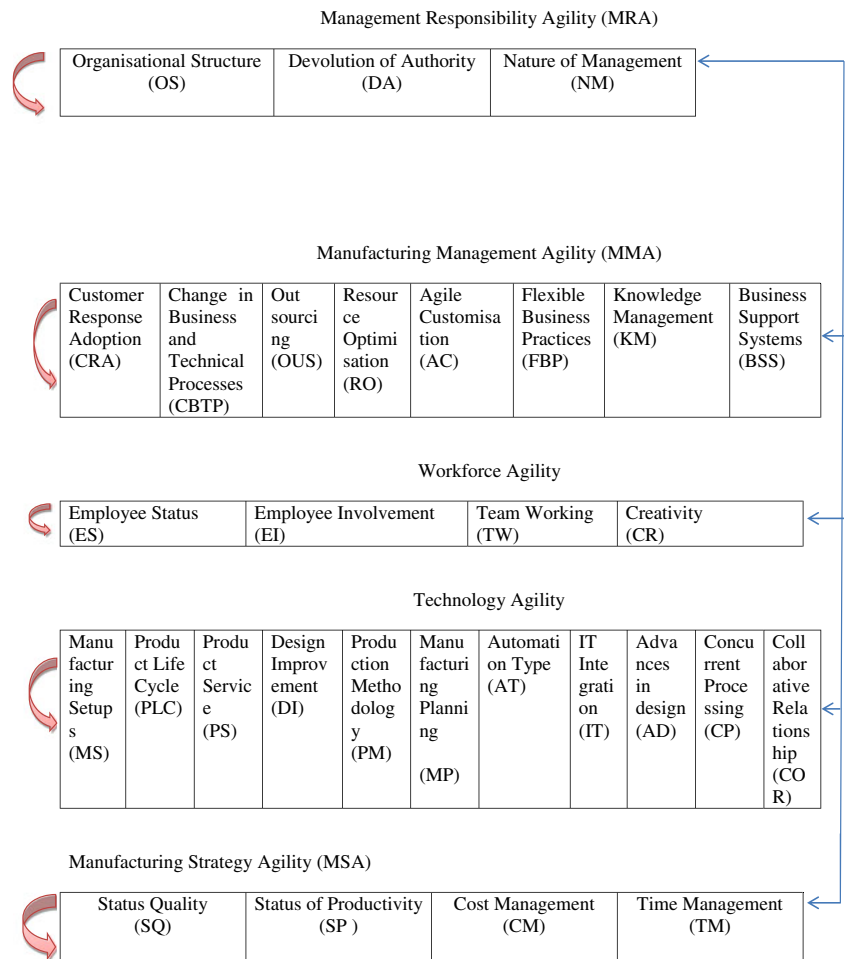 Management Responsibility Agility (MRA)
Organisational Structure
(OS)
Devolution of Authority
(DA)
Nature of Management
(NM)
Manufacturing Management Agility (MMA)
Customer
Response
Adoption
(CRA)
Change in
Business
and
Technical
Processes
(CBTP)
Out
sourci
ng
(OUS)
Resour
ce
Optimi
sation
(RO)
Agile
Customisa
tion
(AC)
Flexible
Business
Practices
(FBP)
Knowledge
Management
(KM)
Business
Support
Systems
(BSS)
Workforce Agility
Employee Status
(ES)
Employee Involvement
(EI)
Team Working
(TW)
Creativity
(CR)
Technology Agility
Manu
factur
ing
Setup
s
(MS)
Produ
ct Life
Cycle
(PLC)
Produ
ct
Servic
e
(PS)
Design
Improv
ement
(DI)
Produ
ction
Metho
dolog
y
(PM)
Manu
facturi
ng
Planni
ng
(MP)
Automati
on Type
(AT)
IT
Inte
grati
on
(IT)
Adva
nces
in
design
(AD)
Concu
rrent
Proce
ssing
(CP)
Coll
abor
ative
Rela
tions
hip
(CO
R)
Manufacturing Strategy Agility (MSA)
Status Quality
(SQ)
Status of Productivity
(SP )
Cost Management
(CM)
Time Management
(TM)